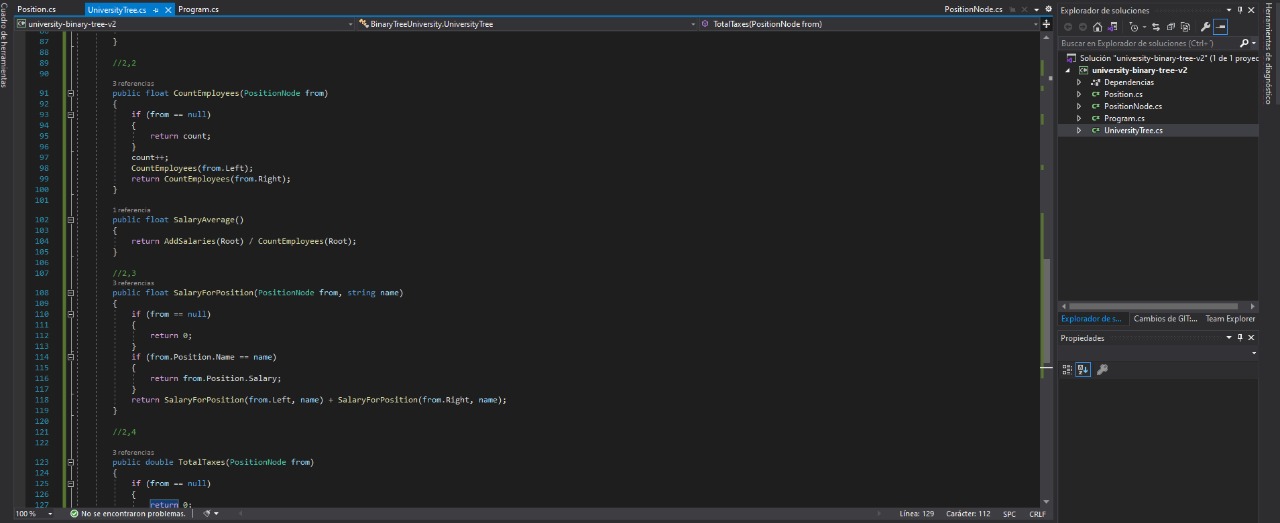 Position.cs UniversityTree.cs Program.cs PositionNode.cs
university-binary-tree-v2 BinaryTreeUniversity.UniversityTree TotalTaxes(PositionNode from)
87 }
88
89 //2,2
90
3 referencias
91 public float CountEmployees(PositionNode from)
92 {
93 if (from == null)
94 {
95 return count;
96 }
97 count++;
98 CountEmployees(from.Left);
99 return CountEmployees(from.Right);
100 }
101
1 referencia
102 public float SalaryAverage()
103 {
104 return AddSalaries(Root) / CountEmployees(Root);
105 }
106
107 //2,3
3 referencias
108 public float SalaryForPosition(PositionNode from, string name)
109 {
110 if (from == null)
111 {
112 return 0;
113 }
114 if (from.Position.Name == name)
115 {
116 return from.Position.Salary;
117 }
118 return SalaryForPosition(from.Left, name) + SalaryForPosition(from.Right, name);
119 }
120
121 //2,4
122
3 referencias
123 public double TotalTaxes(PositionNode from)
124 {
125 if (from == null)
126 {
127 return 0;
100 % No se encontraron problemas. Línea: 129 Carácter: 112 SPC CRLF
Cuadro de herramientas
Explorador de soluciones
Buscar en Explorador de soluciones (Ctrl+´)
Solución "university-binary-tree-v2" (1 de 1 proyec
university-binary-tree-v2
Dependencias
Position.cs
PositionNode.cs
Program.cs
UniversityTree.cs
Explorador de s... Cambios de GIT:... Team Explorer
Propiedades
Herramientas de diagnóstico